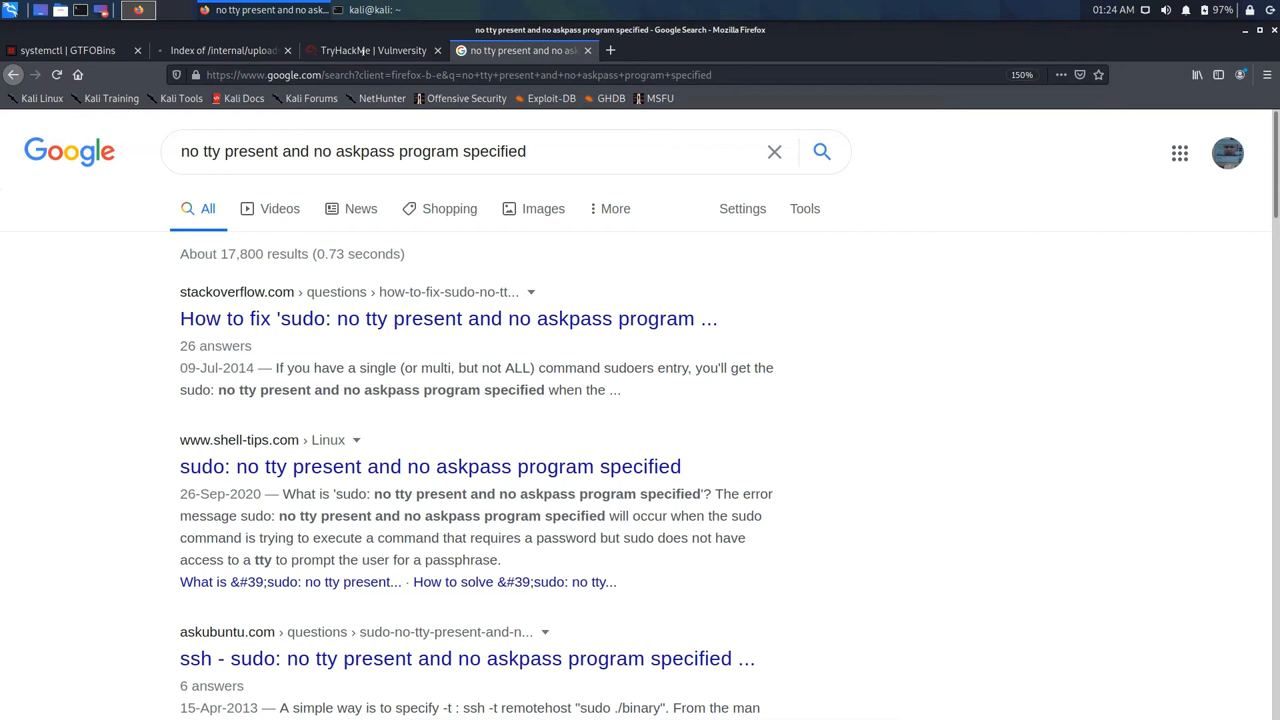 no tty present and no ask...
kali@kali: ~
01:24 AM
97%
no tty present and no askpass program specified - Google Search - Mozilla Firefox
systemctl | GTFOBins
Index of /internal/upload
TryHackMe | Vulnversity
no tty present and no ask
https://www.google.com/search?client=firefox-b-e&q=no+tty+present+and+no+askpass+program+specified
150%
Kali Linux
Kali Training
Kali Tools
Kali Docs
Kali Forums
NetHunter
Offensive Security
Exploit-DB
GHDB
MSFU
Google
no tty present and no askpass program specified
All
Videos
News
Shopping
Images
More
Settings
Tools
About 17,800 results (0.73 seconds)
stackoverflow.com › questions › how-to-fix-sudo-no-tt...
How to fix 'sudo: no tty present and no askpass program ...
26 answers
09-Jul-2014 — If you have a single (or multi, but not ALL) command sudoers entry, you'll get the
sudo: no tty present and no askpass program specified when the ...
www.shell-tips.com › Linux
sudo: no tty present and no askpass program specified
26-Sep-2020 — What is 'sudo: no tty present and no askpass program specified'? The error
message sudo: no tty present and no askpass program specified will occur when the sudo
command is trying to execute a command that requires a password but sudo does not have
access to a tty to prompt the user for a passphrase.
What is &#39;sudo: no tty present... · How to solve &#39;sudo: no tty...
askubuntu.com › questions › sudo-no-tty-present-and-n...
ssh - sudo: no tty present and no askpass program specified ...
6 answers
15-Apr-2013 — A simple way is to specify -t : ssh -t remotehost "sudo ./binary". From the man